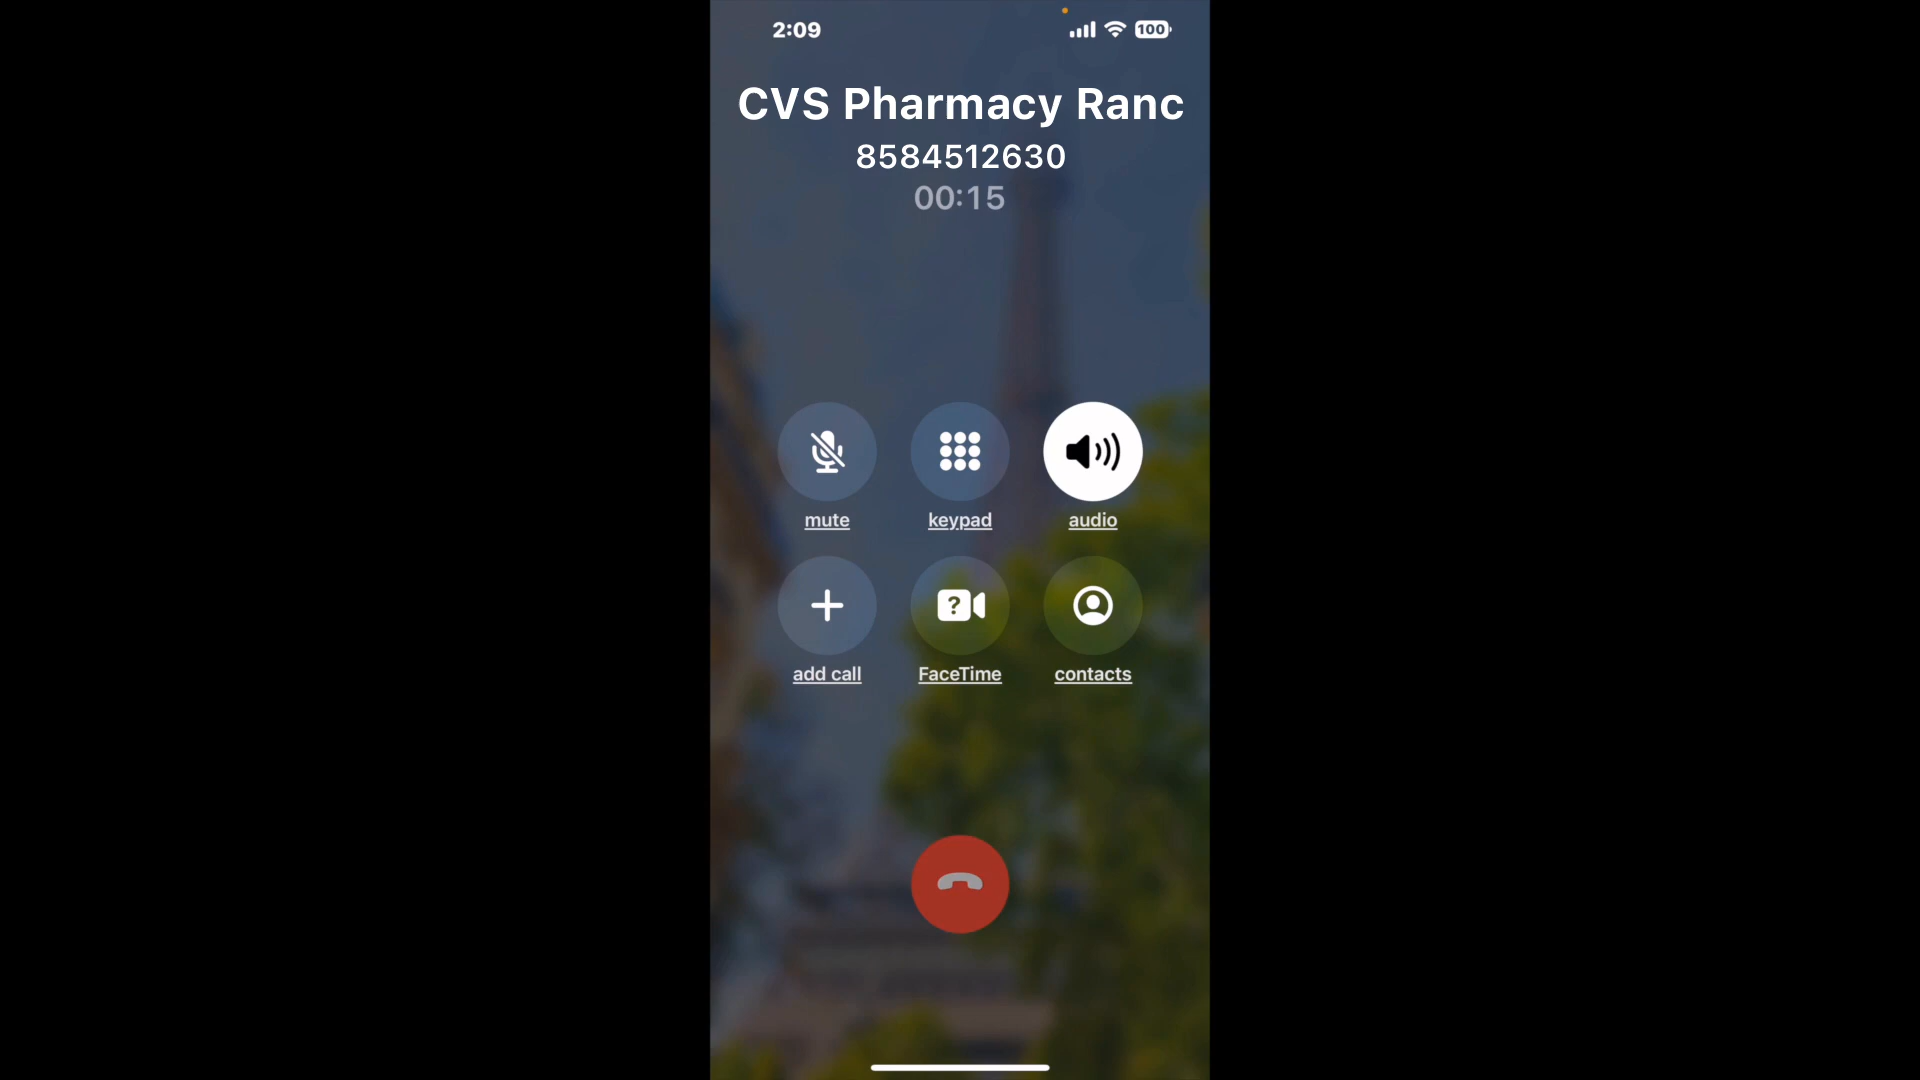 2:09
100
CVS Pharmacy Ranc
8584512630
00:15
mute
keypad
audio
add call
?
FaceTime
contacts